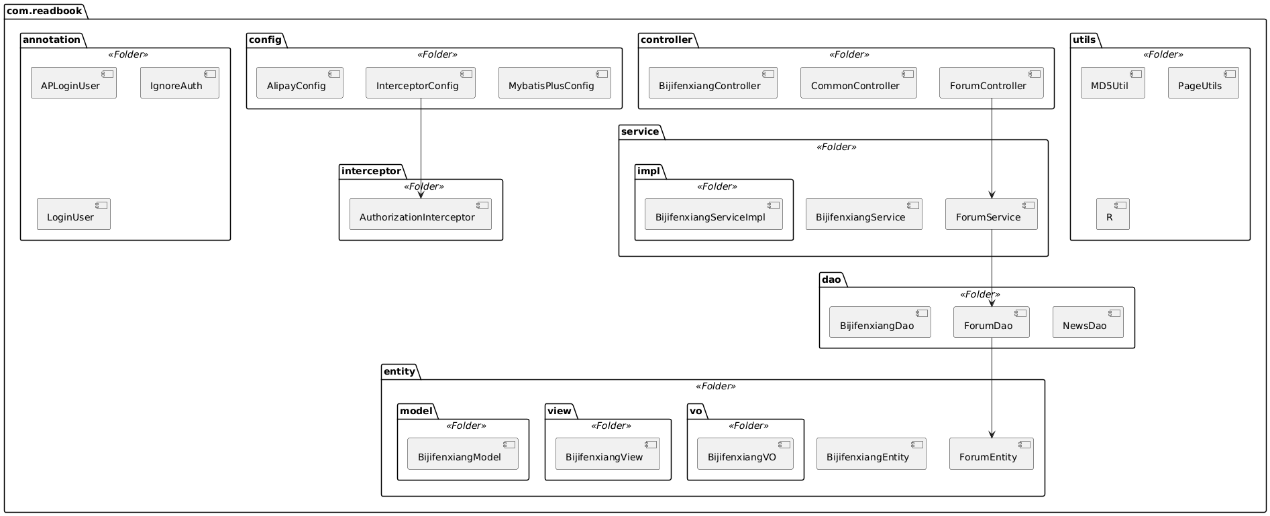 com.readbook
annotation
«Folder»
APLoginUser
IgnoreAuth
LoginUser
config
«Folder»
AlipayConfig
InterceptorConfig
MybatisPlusConfig
controller
«Folder»
BijifenxiangController
CommonController
ForumController
utils
«Folder»
MD5Util
PageUtils
R
interceptor
«Folder»
AuthorizationInterceptor
service
«Folder»
impl
«Folder»
BijifenxiangServiceImpl
BijifenxiangService
ForumService
dao
«Folder»
BijifenxiangDao
ForumDao
NewsDao
entity
«Folder»
model
«Folder»
BijifenxiangModel
view
«Folder»
BijifenxiangView
vo
«Folder»
BijifenxiangVO
BijifenxiangEntity
ForumEntity